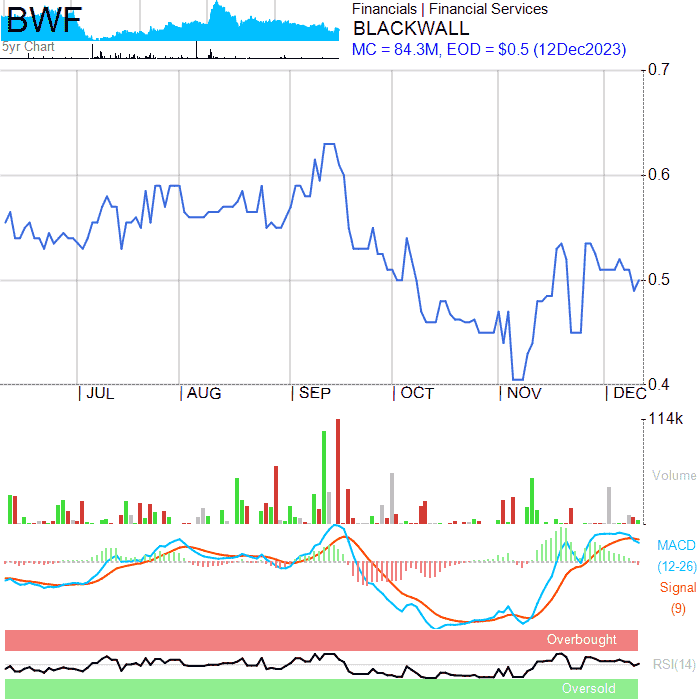 BWF
5yr Chart
Financials | Financial Services
BLACKWALL
MC = 84.3M, EOD = $0.5 (12Dec2023)
0.7
0.6
0.5
0.4
| JUL | AUG | SEP | OCT | NOV | DEC
114k
Volume
MACD
(12-26)
Signal
(9)
Overbought
RSI(14)
Oversold